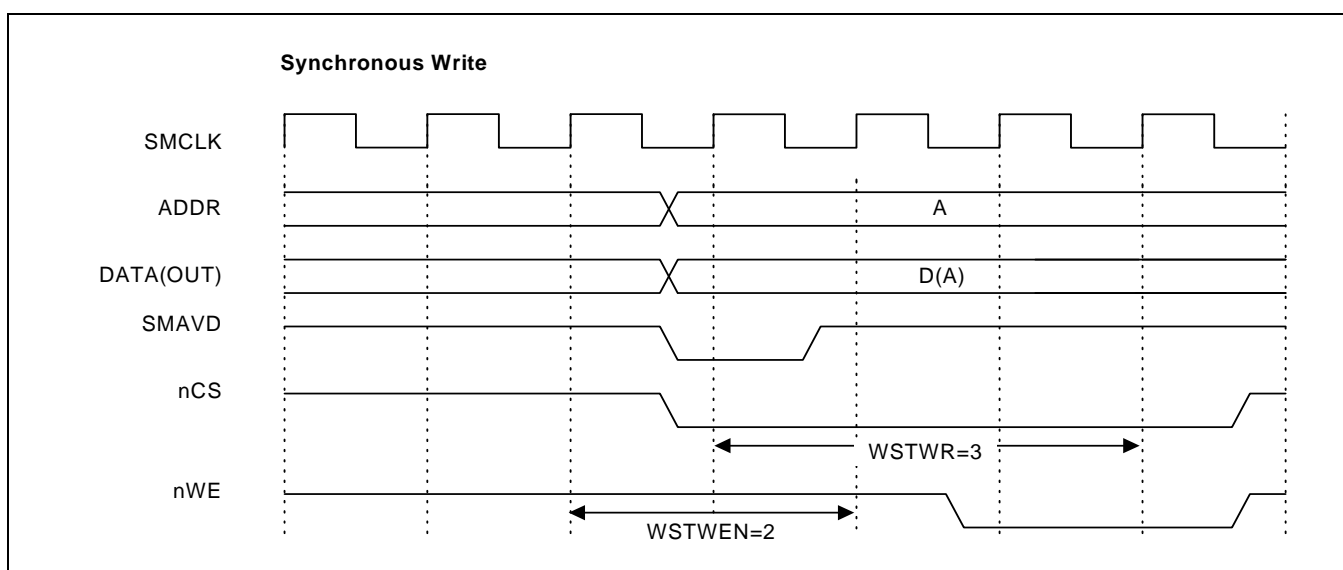 Synchronous Write
SMCLK
ADDR
A
DATA(OUT)
D(A)
SMAVD
nCS
WSTWR=3
nWE
WSTWEN=2